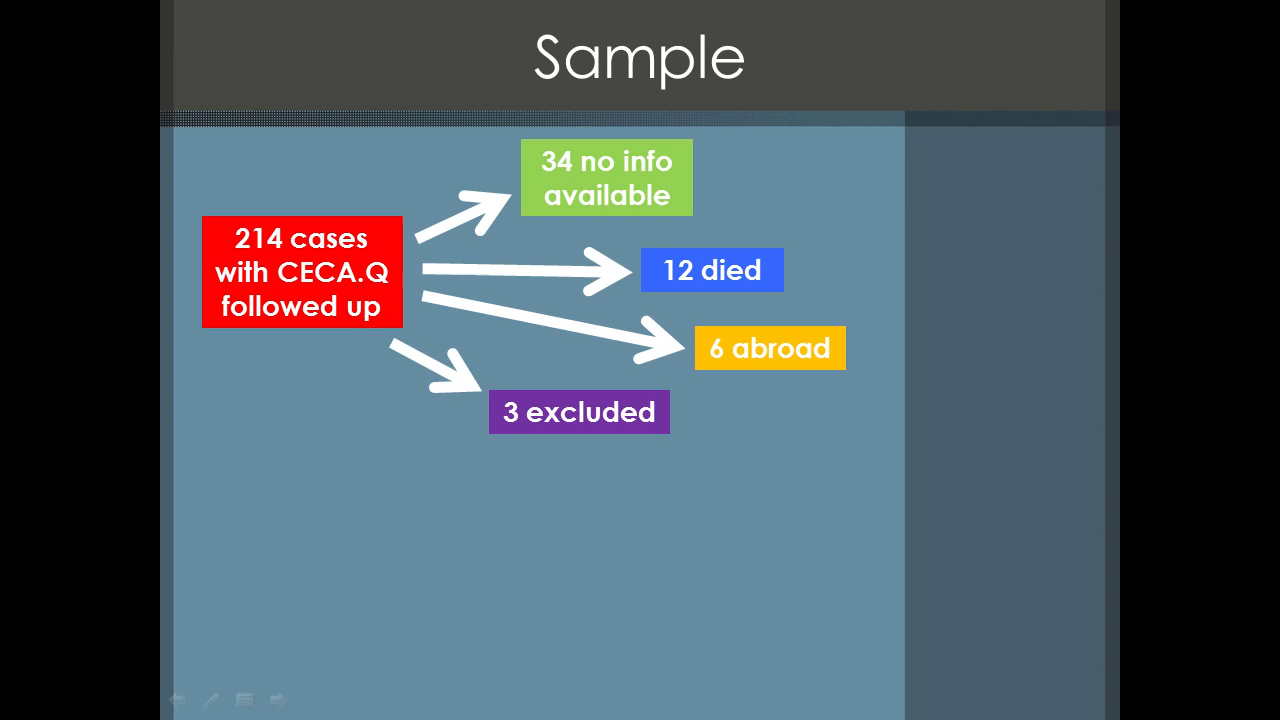 Sample
34 no info
available
214 cases
with CECA.Q
followed up
12 died
6 abroad
3 excluded